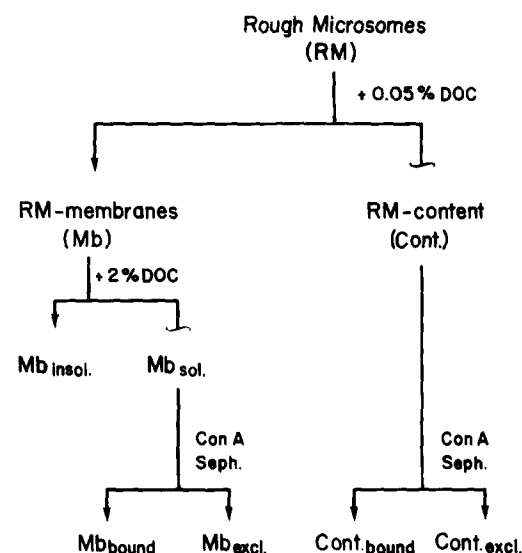 Rough Microsomes
(RM)
+ 0.05% DOC
RM-membranes
(Mb)
RM-content
(Cont.)
+ 2% DOC
Mb insol.
Mb sol.
Con A
Seph.
Con A
Seph.
Mb bound
Mb excl.
Cont. bound
Cont. excl.